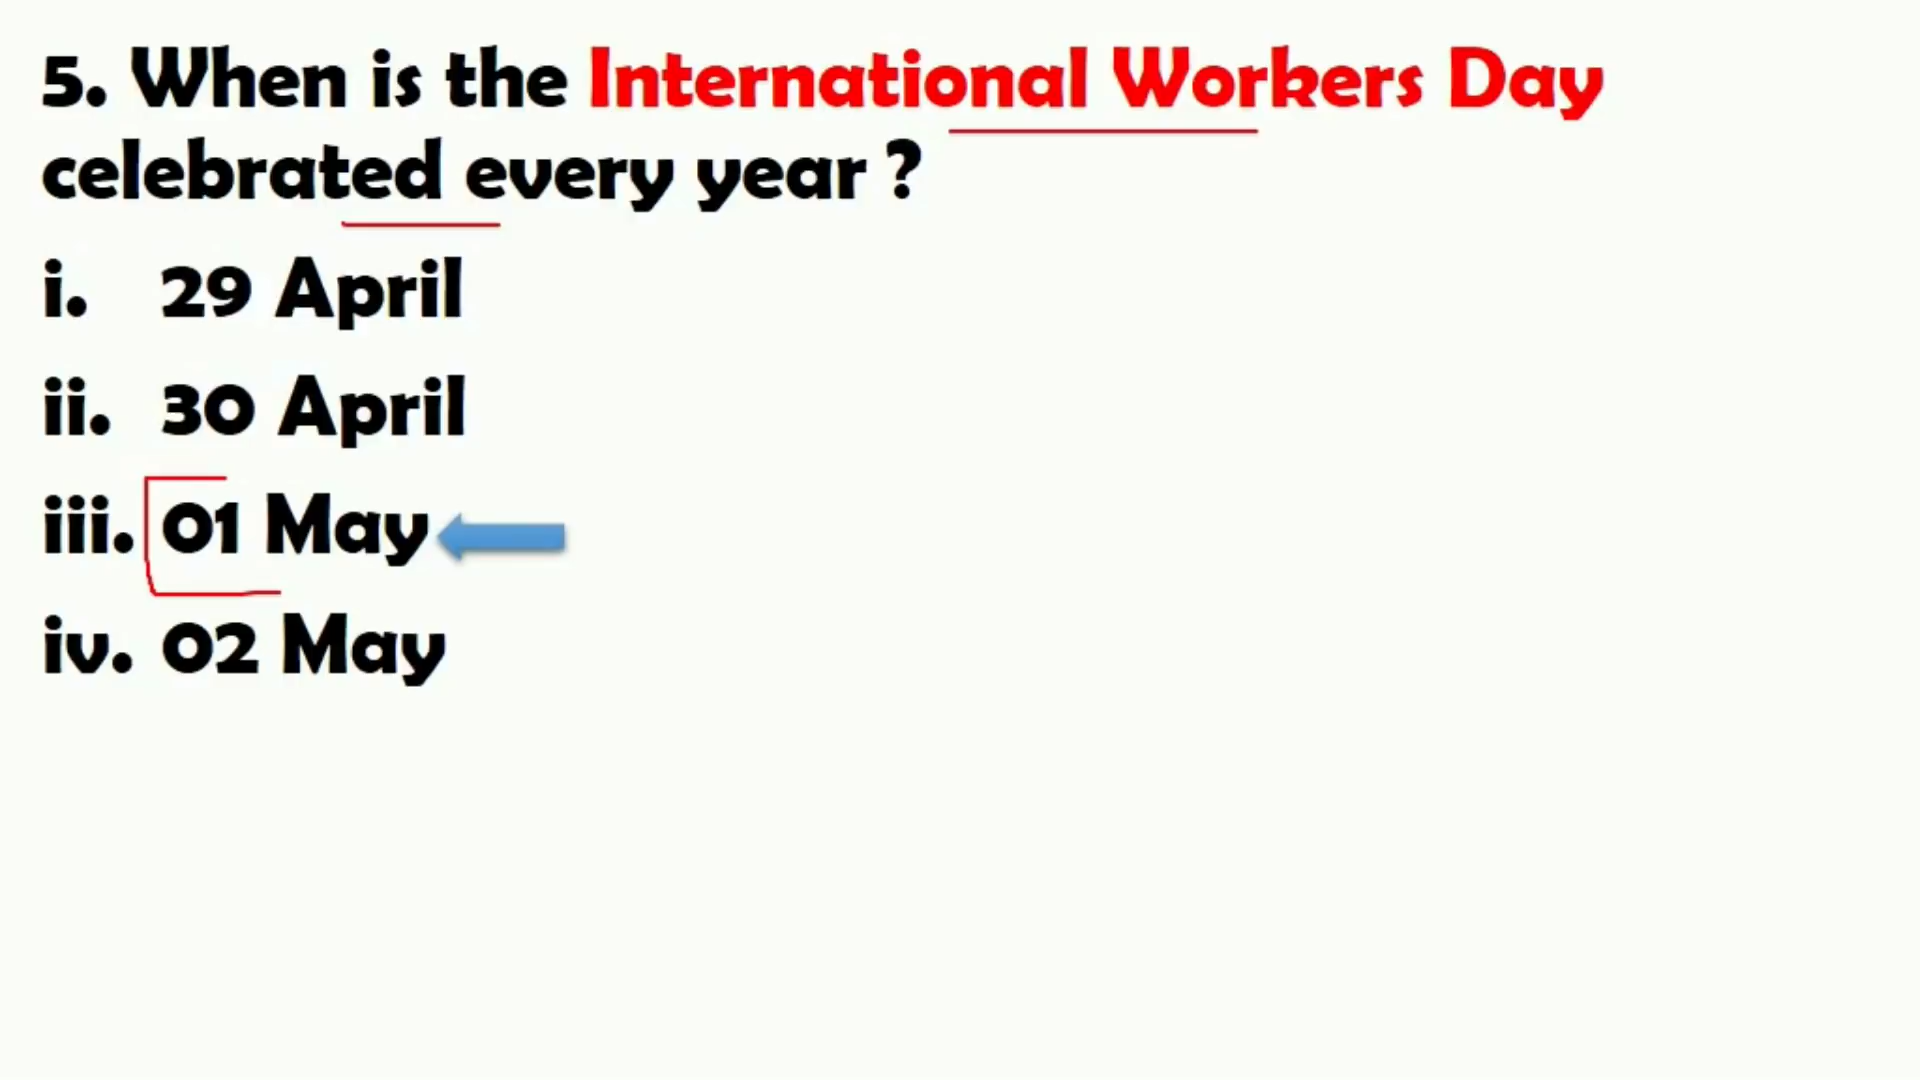 5. When is the International Workers Day
celebrated every year ?
i. 29 April
ii. 30 April
iii. 01 May
iv. 02 May